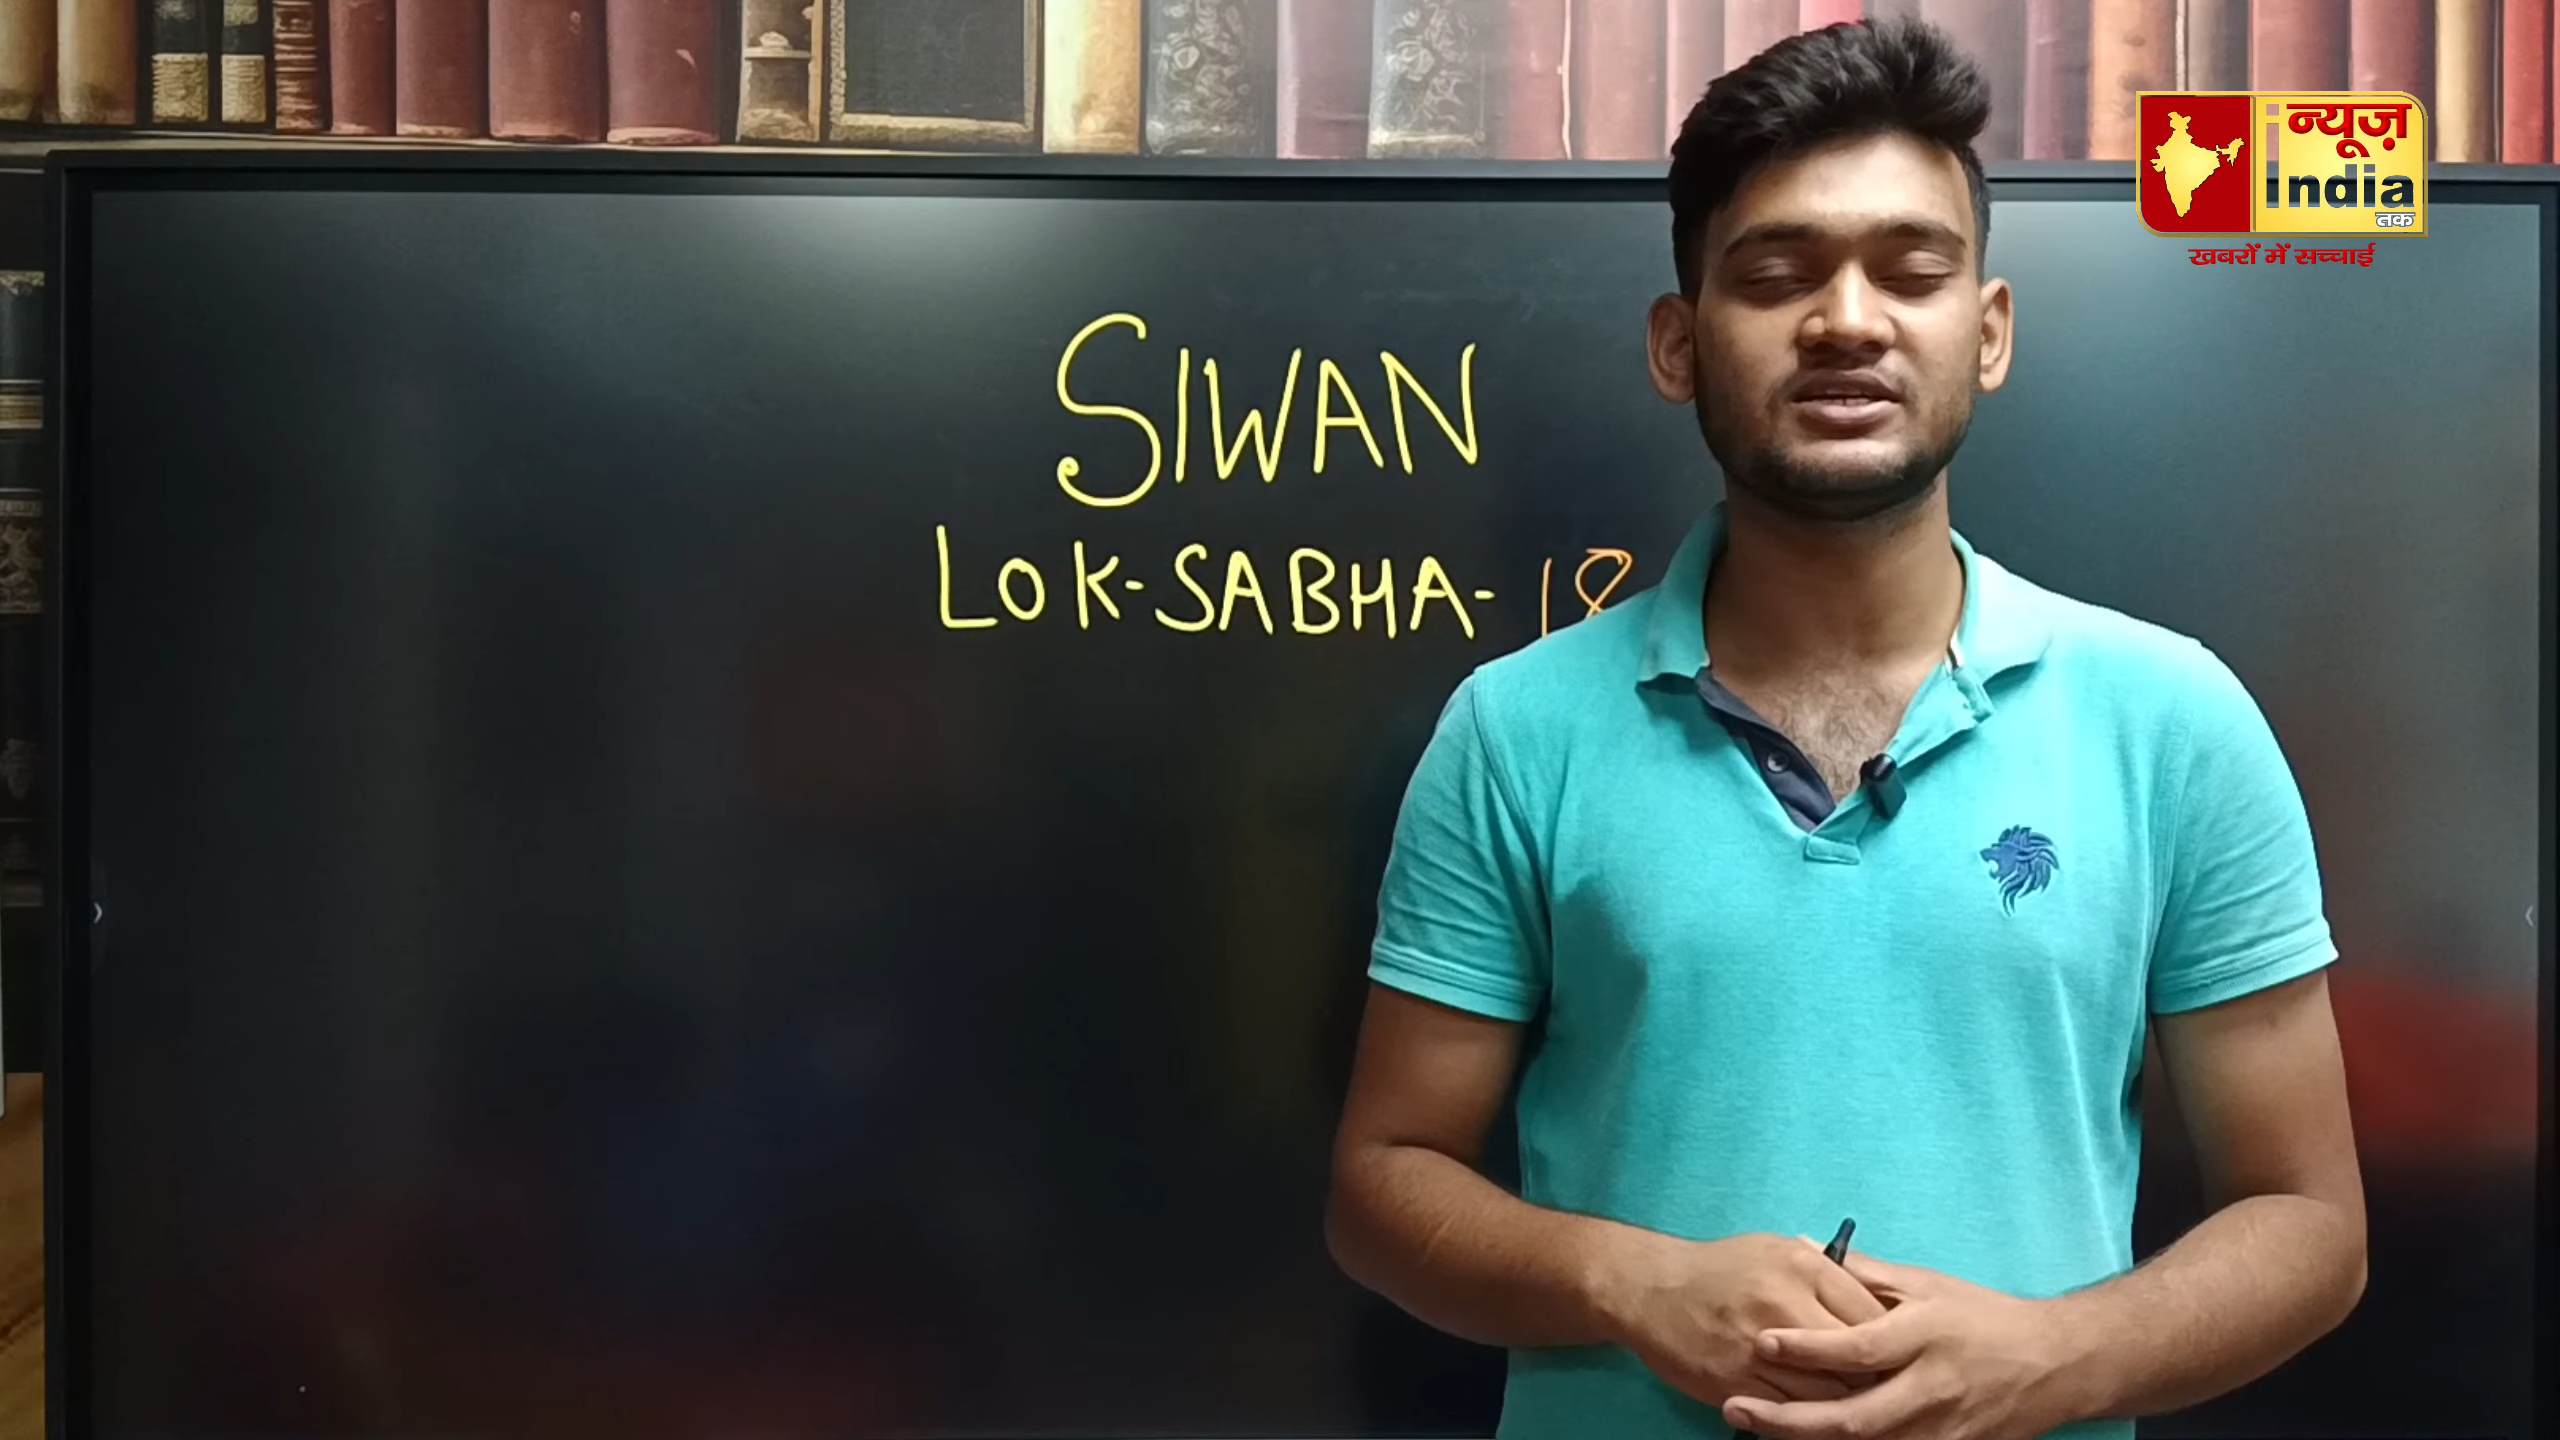 SIWAN
LOK-SABHA-18
न्यूज़
india
तक
खबरों में सच्चाई